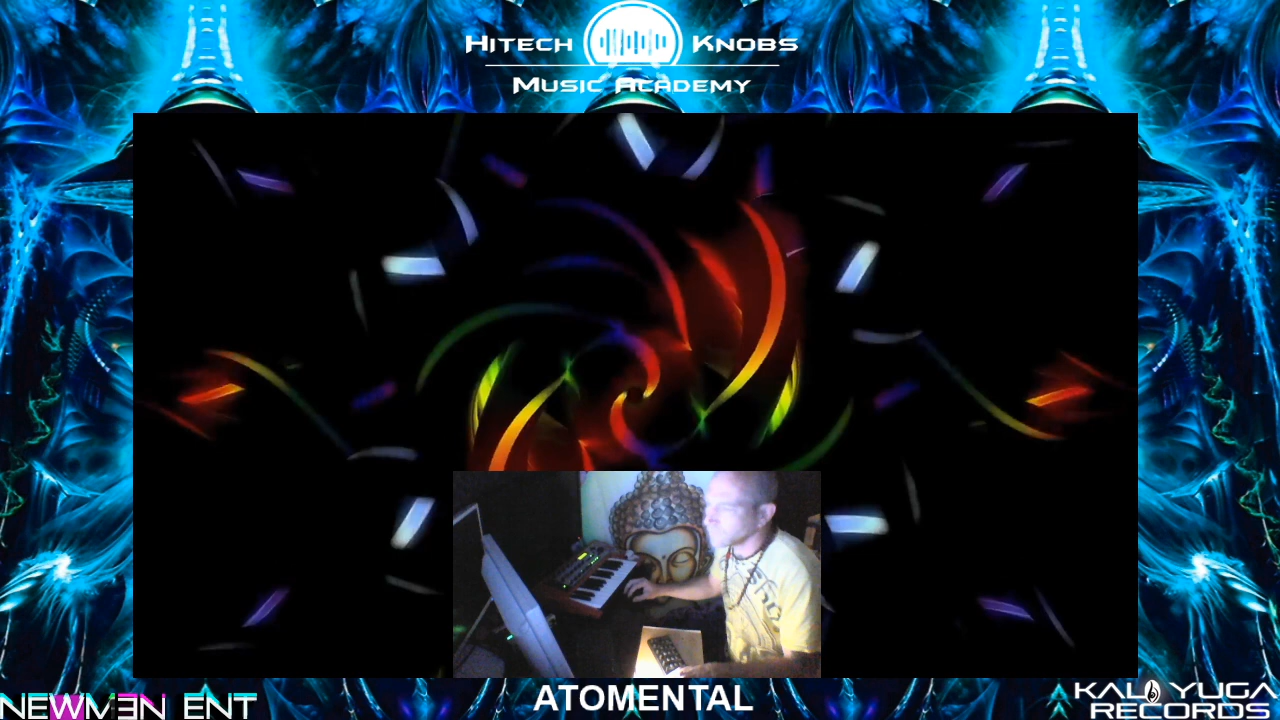 HITECH KNOBS
MUSIC ACADEMY
ATOMENTAL
NEWMEN ENT
KALI YUGA
RECORDS